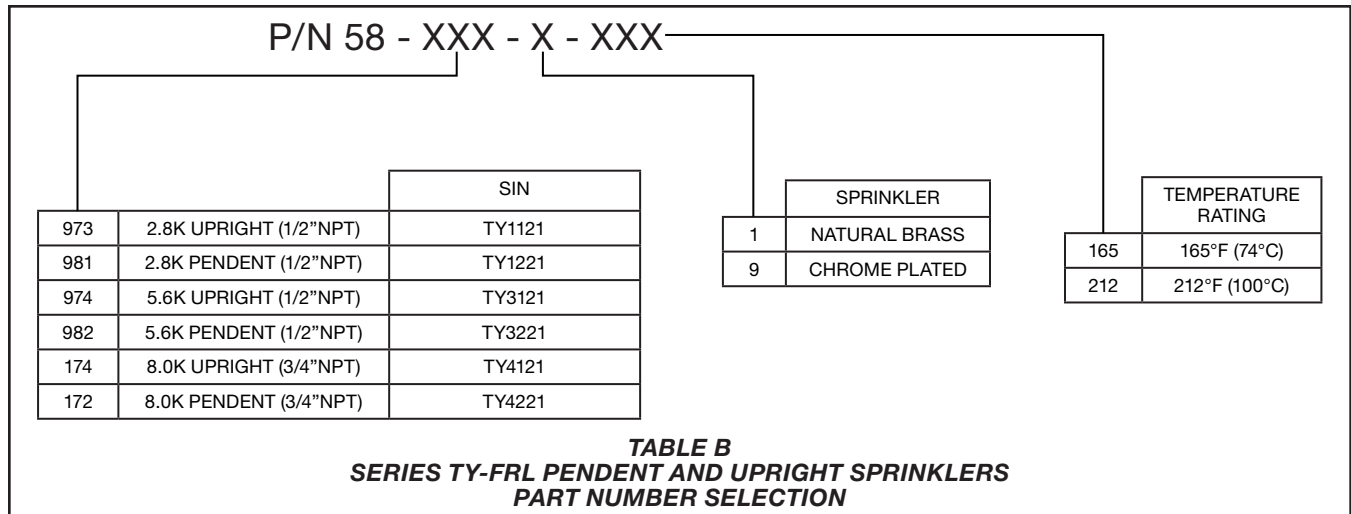 P/N 58 - XXX - X - XXX
SIN
973 2.8K UPRIGHT (1/2”NPT) TY1121
981 2.8K PENDENT (1/2”NPT) TY1221
974 5.6K UPRIGHT (1/2”NPT) TY3121
982 5.6K PENDENT (1/2”NPT) TY3221
174 8.0K UPRIGHT (3/4”NPT) TY4121
172 8.0K PENDENT (3/4”NPT) TY4221
SPRINKLER
1 NATURAL BRASS
9 CHROME PLATED
TEMPERATURE
RATING
165 165°F (74°C)
212 212°F (100°C)
TABLE B
SERIES TY-FRL PENDENT AND UPRIGHT SPRINKLERS
PART NUMBER SELECTION